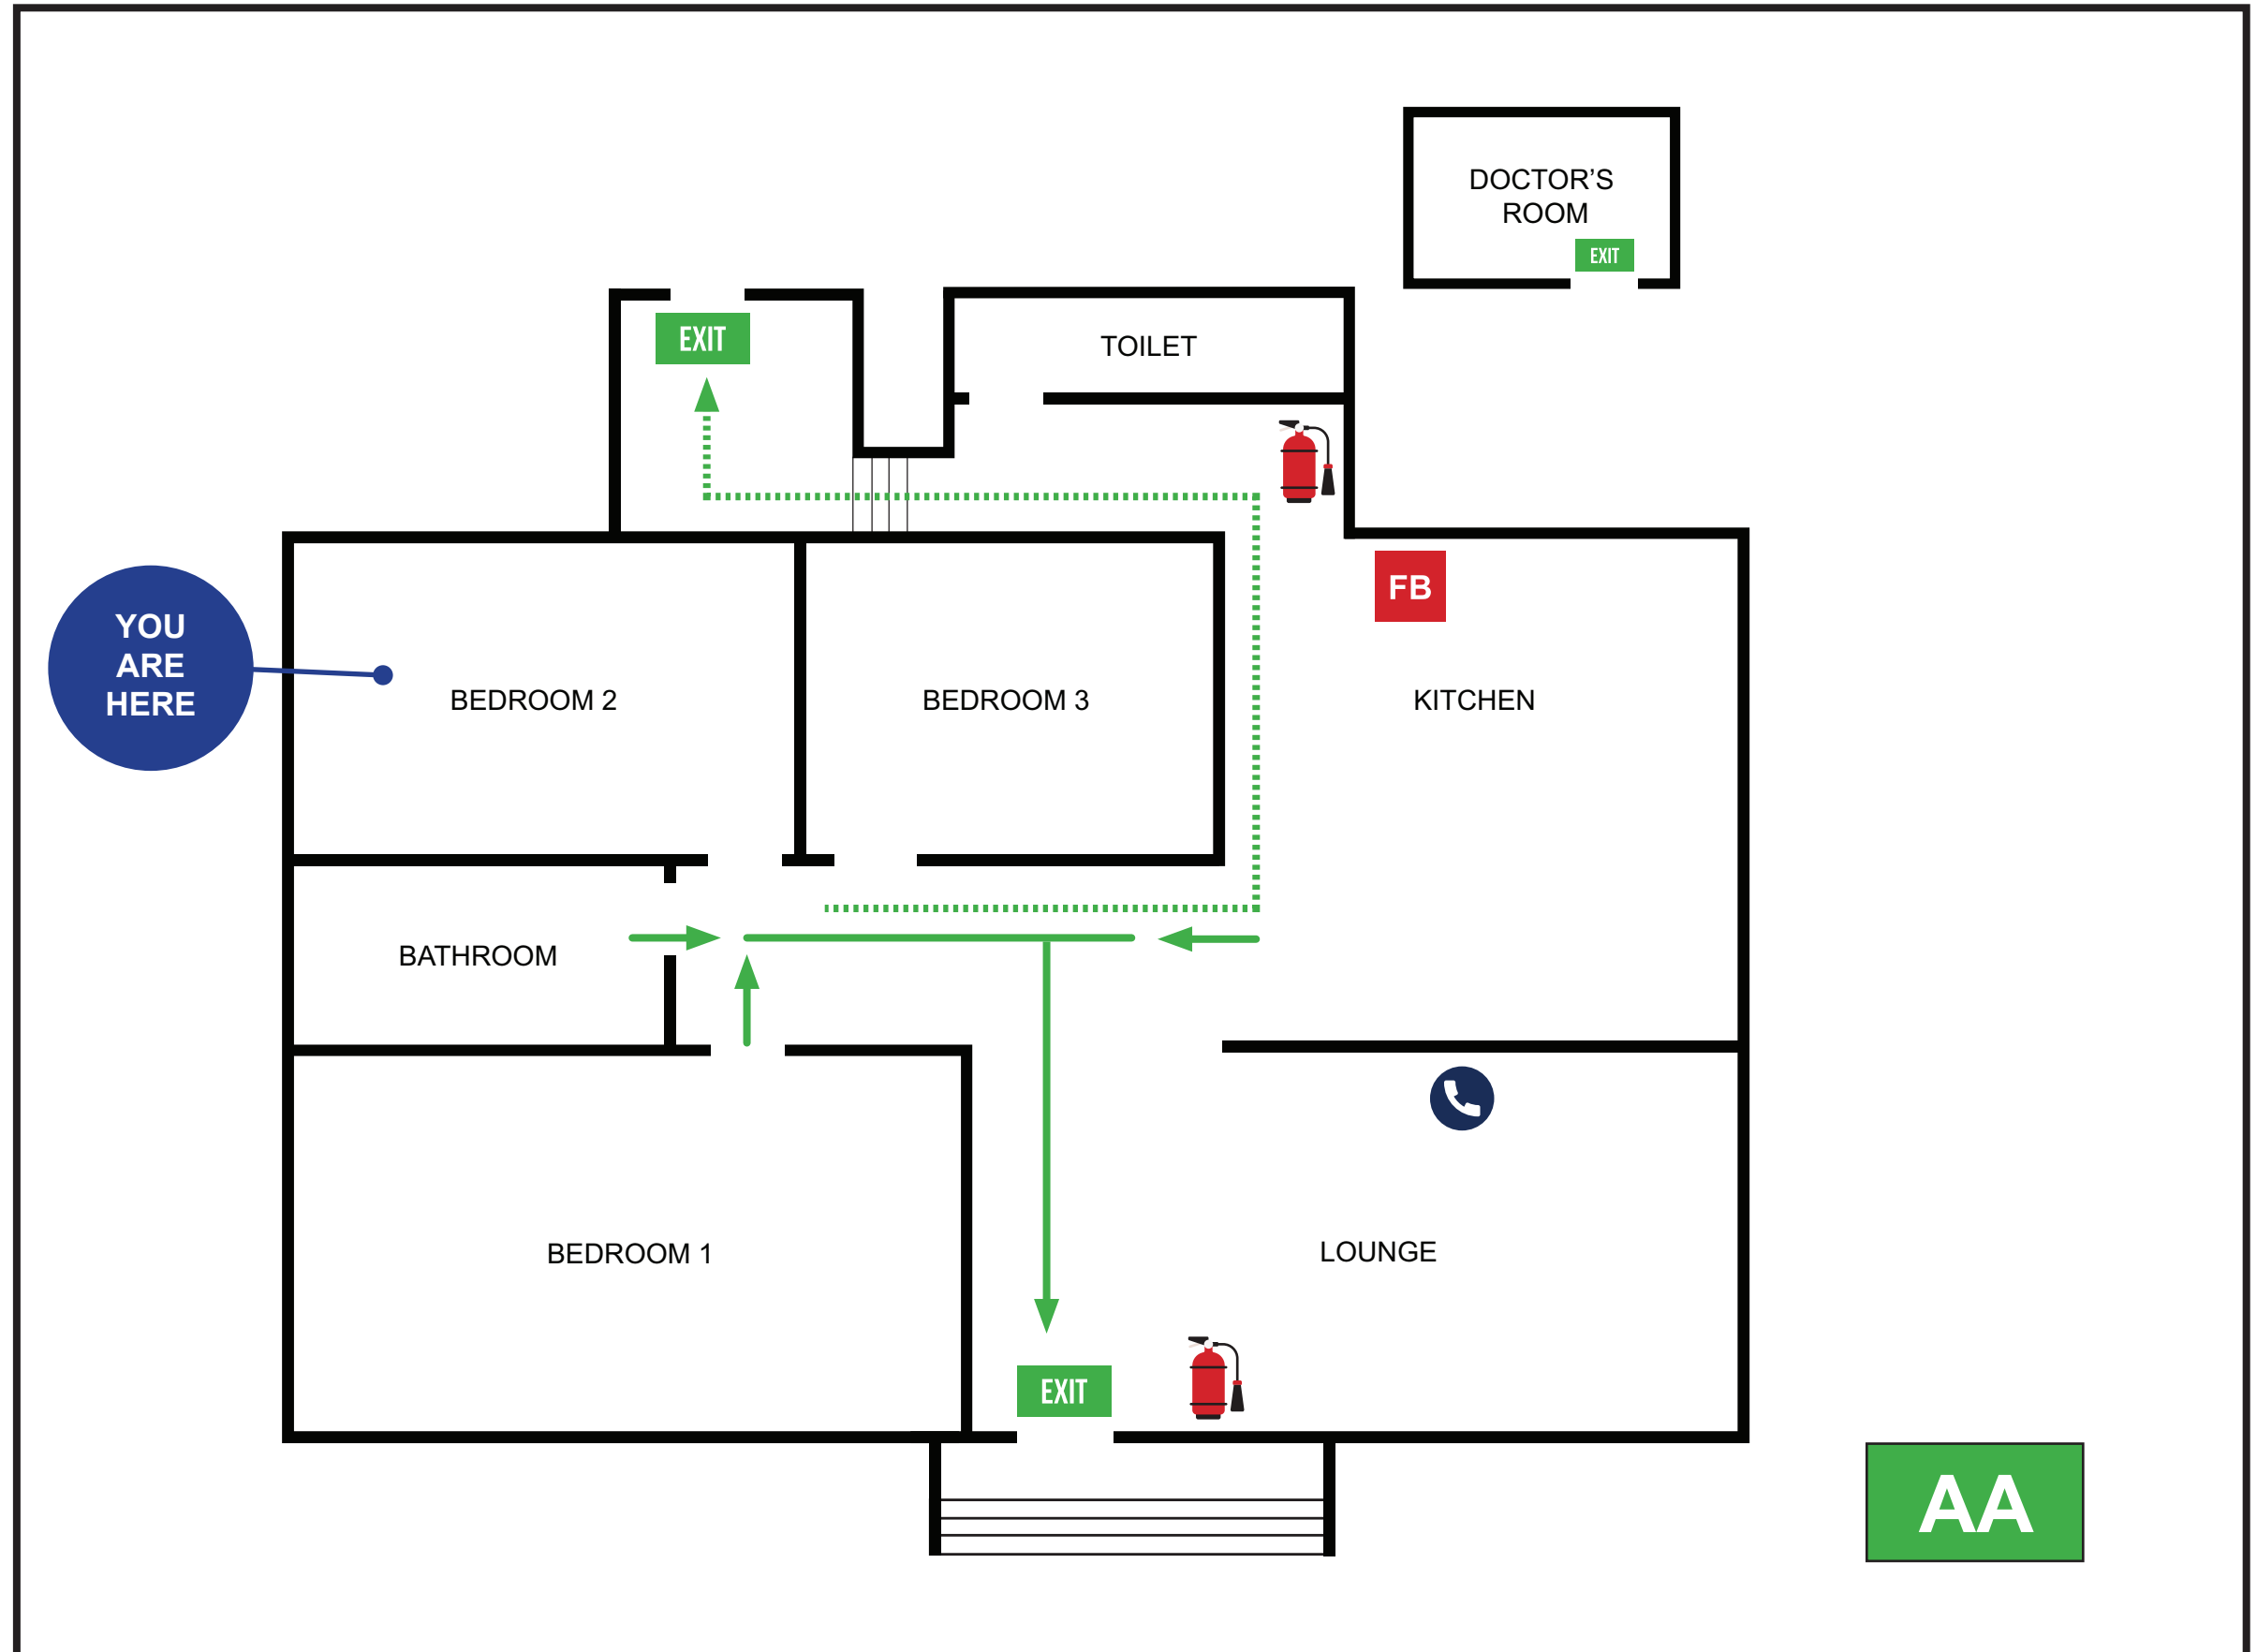 DOCTOR’S
ROOM
EXIT
EXIT
TOILET
FB
YOU
ARE
HERE
BEDROOM 2
BEDROOM 3
KITCHEN
BATHROOM
BEDROOM 1
LOUNGE
EXIT
AA